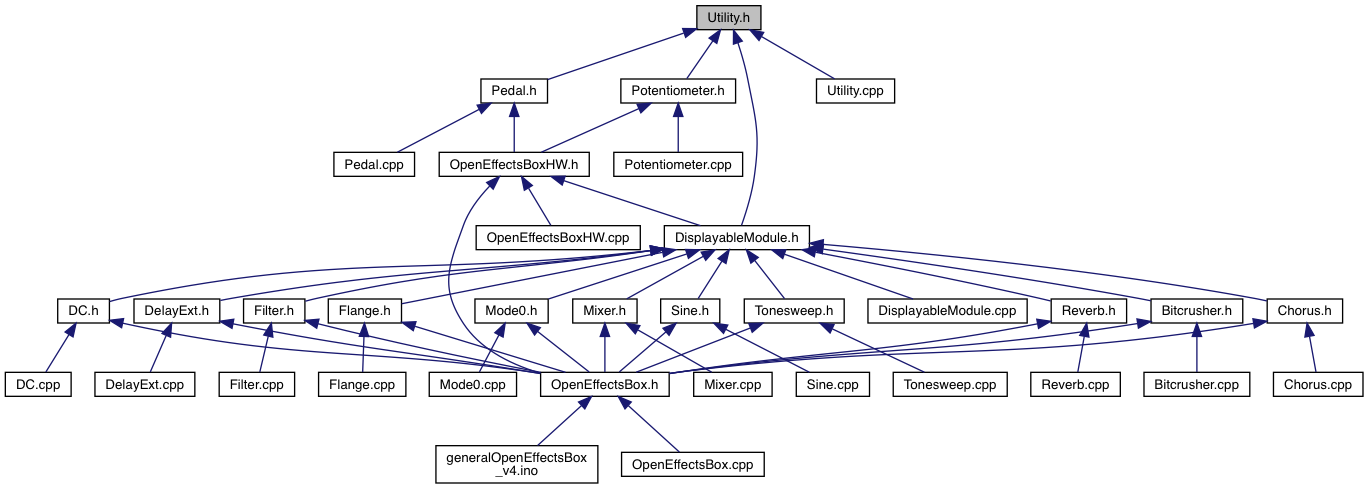 Utility.h
Pedal.h
Potentiometer.h
Utility.cpp
Pedal.cpp
OpenEffectsBoxHW.h
Potentiometer.cpp
OpenEffectsBoxHW.cpp
DisplayableModule.h
DC.h
DelayExt.h
Filter.h
Flange.h
Mode0.h
Mixer.h
Sine.h
Tonesweep.h
DisplayableModule.cpp
Reverb.h
Bitcrusher.h
Chorus.h
DC.cpp
DelayExt.cpp
Filter.cpp
Flange.cpp
Mode0.cpp
OpenEffectsBox.h
Mixer.cpp
Sine.cpp
Tonesweep.cpp
Reverb.cpp
Bitcrusher.cpp
Chorus.cpp
generalOpenEffectsBox
_v4.ino
OpenEffectsBox.cpp